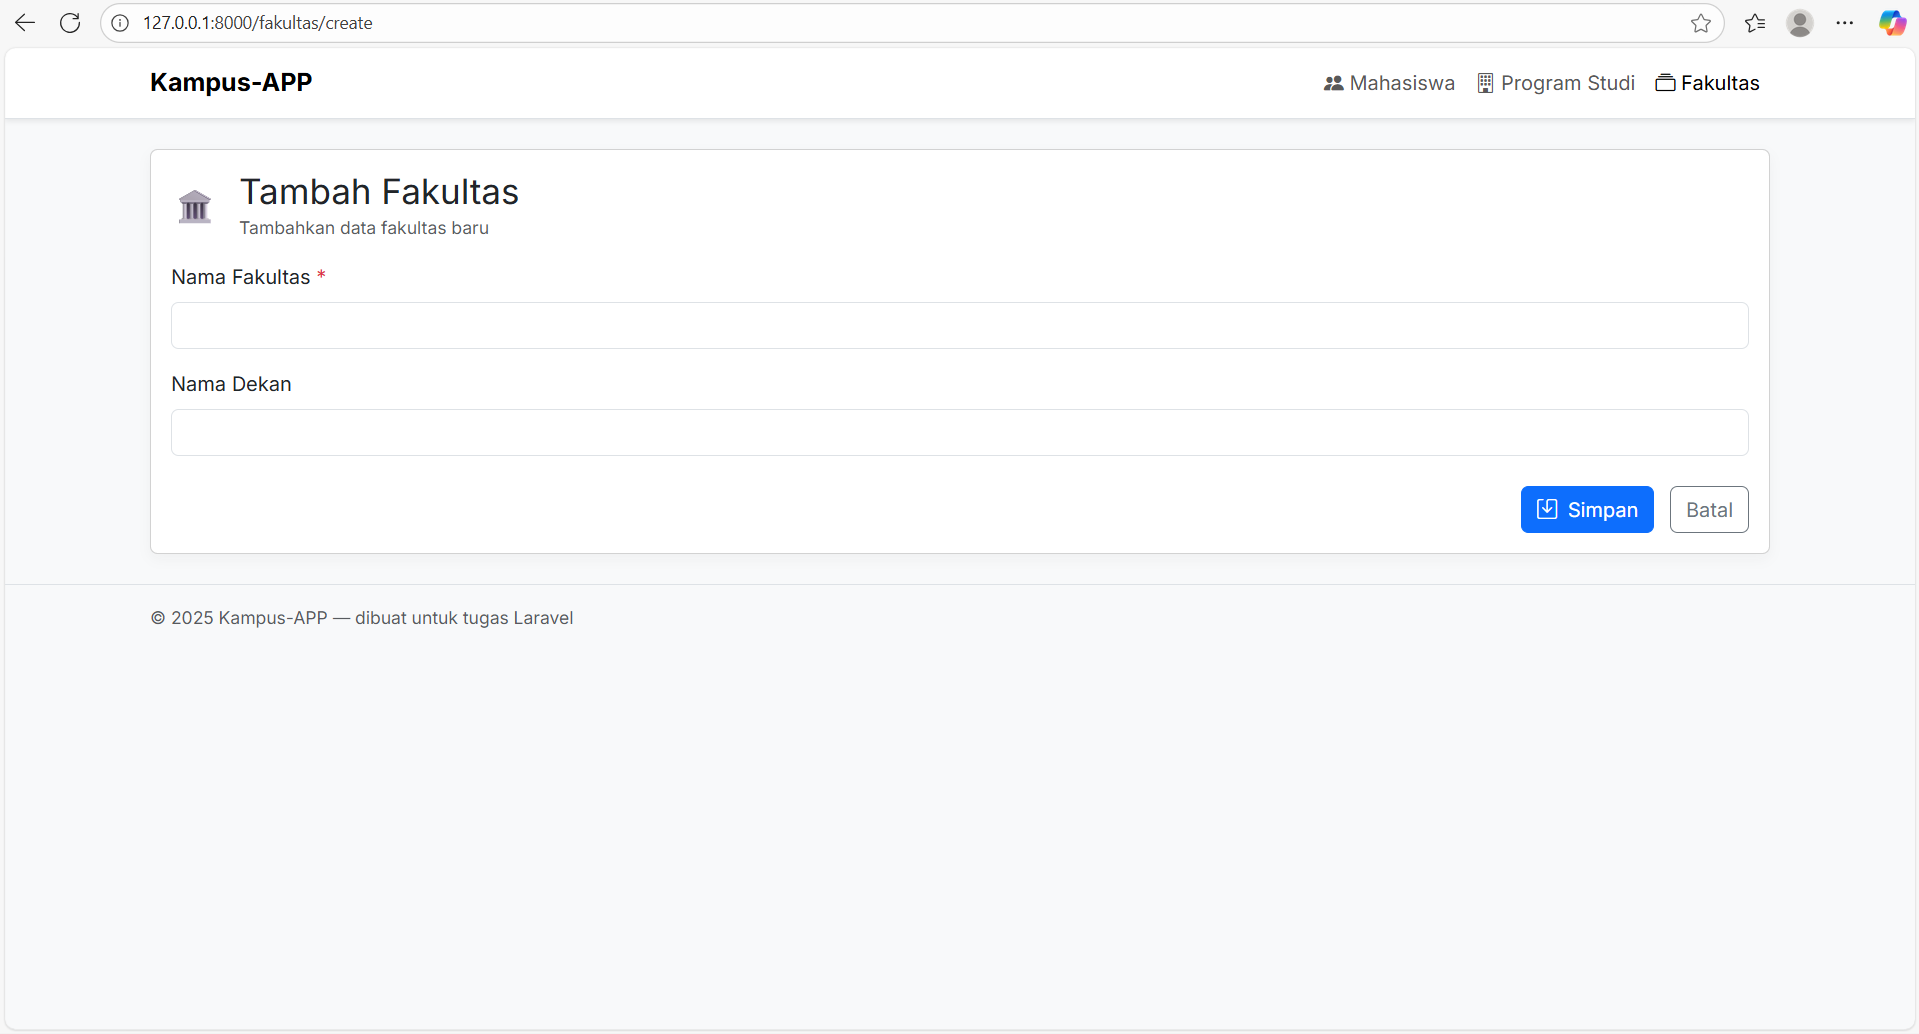 127.0.0.1:8000/fakultas/create
Kampus-APP
Mahasiswa Program Studi Fakultas
Tambah Fakultas
Tambahkan data fakultas baru
Nama Fakultas *
Nama Dekan
Simpan Batal
© 2025 Kampus-APP — dibuat untuk tugas Laravel